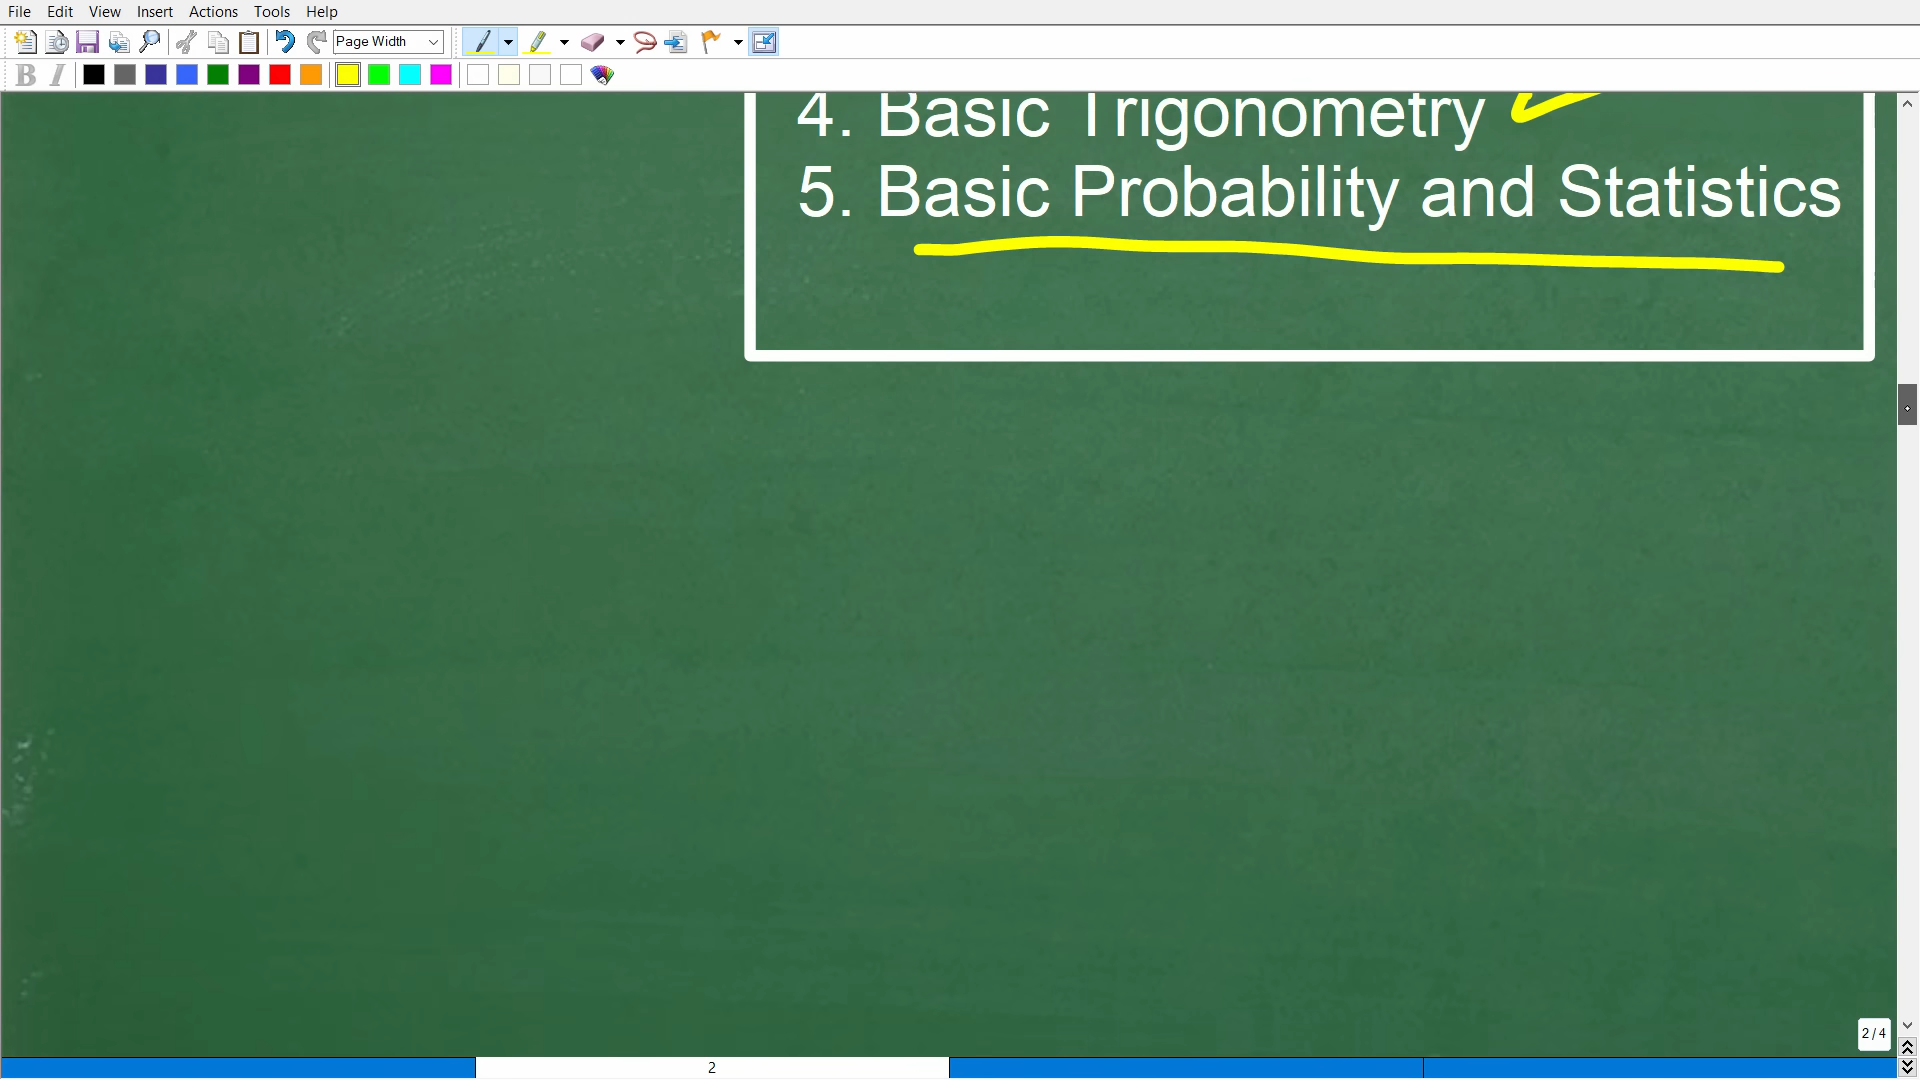 File Edit View Insert Actions Tools Help
Page Width
B I
4. Basic Trigonometry
5. Basic Probability and Statistics
2 / 4
2